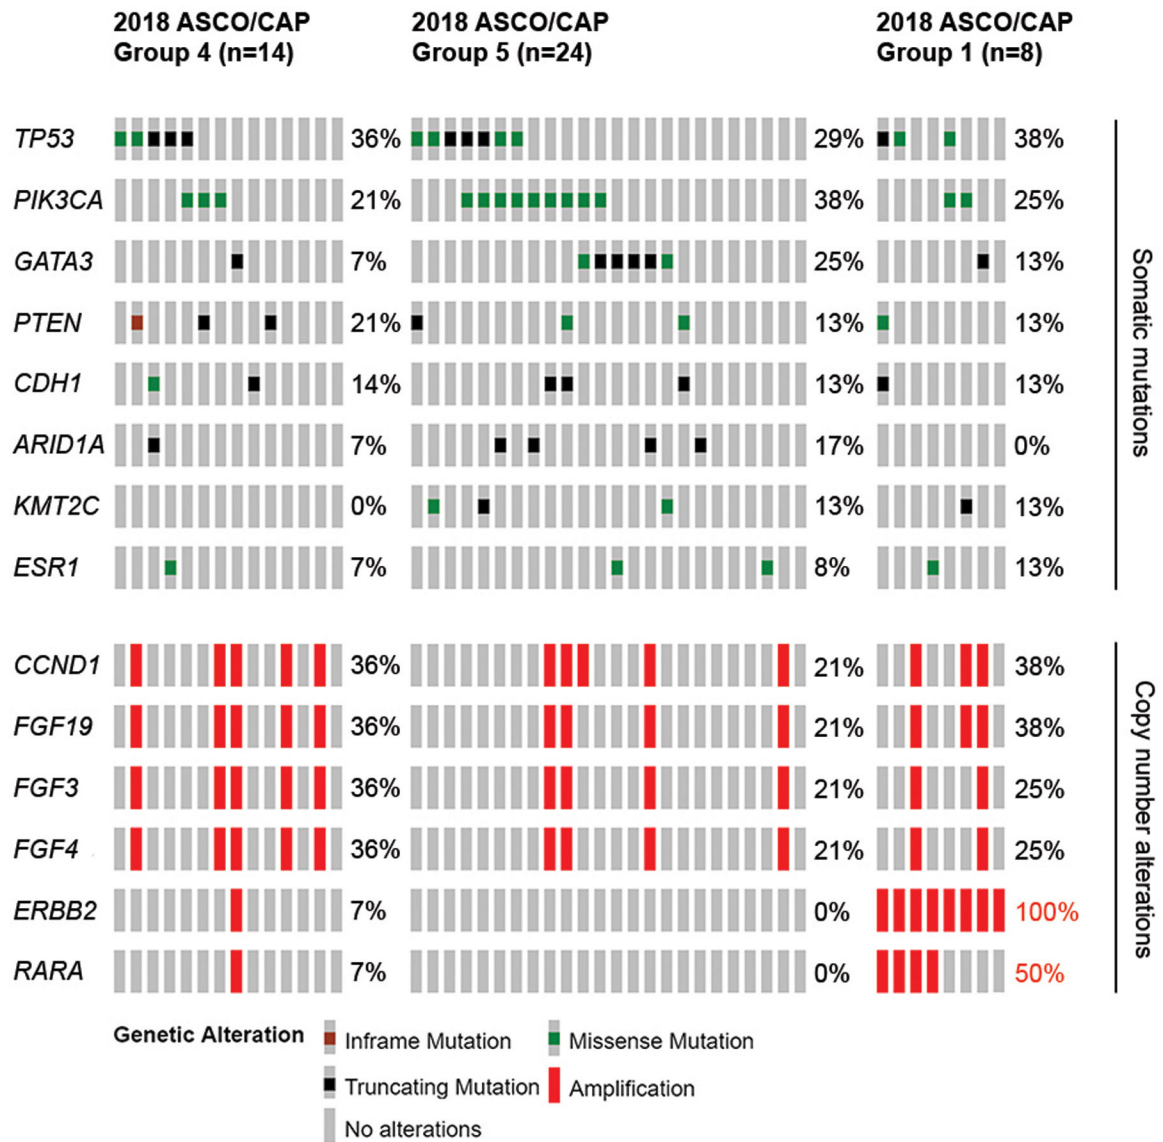 2018 ASCO/CAP 2018 ASCO/CAP 2018 ASCO/CAP
Group 4 (n=14) Group 5 (n=24) Group 1 (n=8)
TP53 36% 29% 38%
PIK3CA 21% 38% 25%
GATA3 7% 25% 13%
PTEN 21% 13% 13%
CDH1 14% 13% 13%
ARID1A 7% 17% 0%
KMT2C 0% 13% 13%
ESR1 7% 8% 13%
Somatic mutations
CCND1 36% 21% 38%
FGF19 36% 21% 38%
FGF3 36% 21% 25%
FGF4 36% 21% 25%
ERBB2 7% 0% 100%
RARA 7% 0% 50%
Copy number alterations
Genetic Alteration Inframe Mutation Missense Mutation
Truncating Mutation Amplification
No alterations